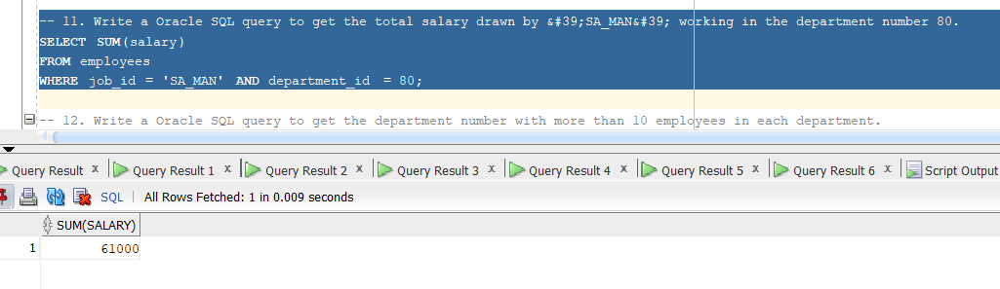 -- 11. Write a Oracle SQL query to get the total salary drawn by &#39;SA_MAN&#39; working in the department number 80.
SELECT SUM(salary)
FROM employees
WHERE job_id = 'SA_MAN' AND department_id = 80;
-- 12. Write a Oracle SQL query to get the department number with more than 10 employees in each department.
Query Result x Query Result 1 x Query Result 2 x Query Result 3 x Query Result 4 x Query Result 5 x Query Result 6 x Script Output
SQL All Rows Fetched: 1 in 0.009 seconds
SUM(SALARY)
1 61000